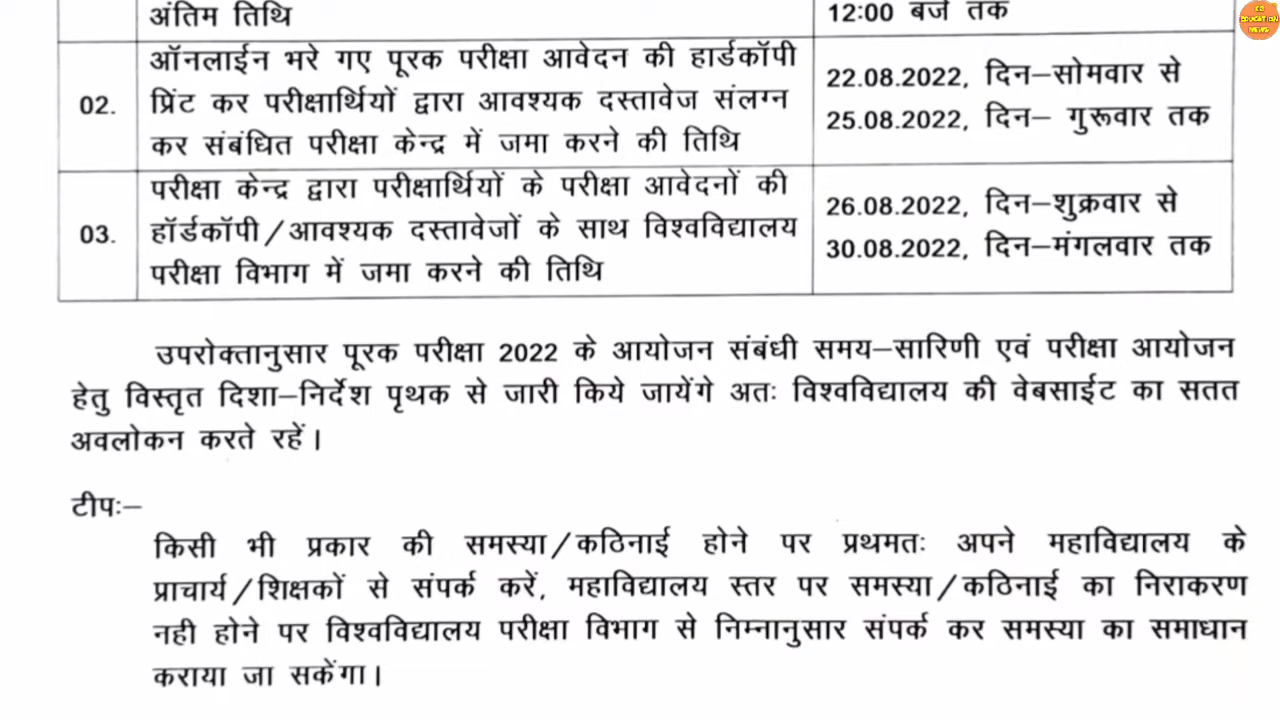 अंतिम तिथि
12:00 बजे तक
02.
ऑनलाईन भरे गए पूरक परीक्षा आवेदन की हार्डकॉपी
प्रिंट कर परीक्षार्थियों द्वारा आवश्यक दस्तावेज संलग्न
कर संबंधित परीक्षा केन्द्र में जमा करने की तिथि
22.08.2022, दिन–सोमवार से
25.08.2022, दिन– गुरूवार तक
03.
परीक्षा केन्द्र द्वारा परीक्षार्थियों के परीक्षा आवेदनों की
हॉर्डकॉपी/आवश्यक दस्तावेजों के साथ विश्वविद्यालय
परीक्षा विभाग में जमा करने की तिथि
26.08.2022, दिन–शुक्रवार से
30.08.2022, दिन–मंगलवार तक
उपरोक्तानुसार पूरक परीक्षा 2022 के आयोजन संबंधी समय–सारिणी एवं परीक्षा आयोजन
हेतु विस्तृत दिशा–निर्देश पृथक से जारी किये जायेंगे अतः विश्वविद्यालय की वेबसाईट का सतत
अवलोकन करते रहें।
टीपः–
किसी भी प्रकार की समस्या/कठिनाई होने पर प्रथमतः अपने महाविद्यालय के
प्राचार्य/शिक्षकों से संपर्क करें, महाविद्यालय स्तर पर समस्या/कठिनाई का निराकरण
नही होने पर विश्वविद्यालय परीक्षा विभाग से निम्नानुसार संपर्क कर समस्या का समाधान
कराया जा सकेंगा।
EDUCATION
NEWS